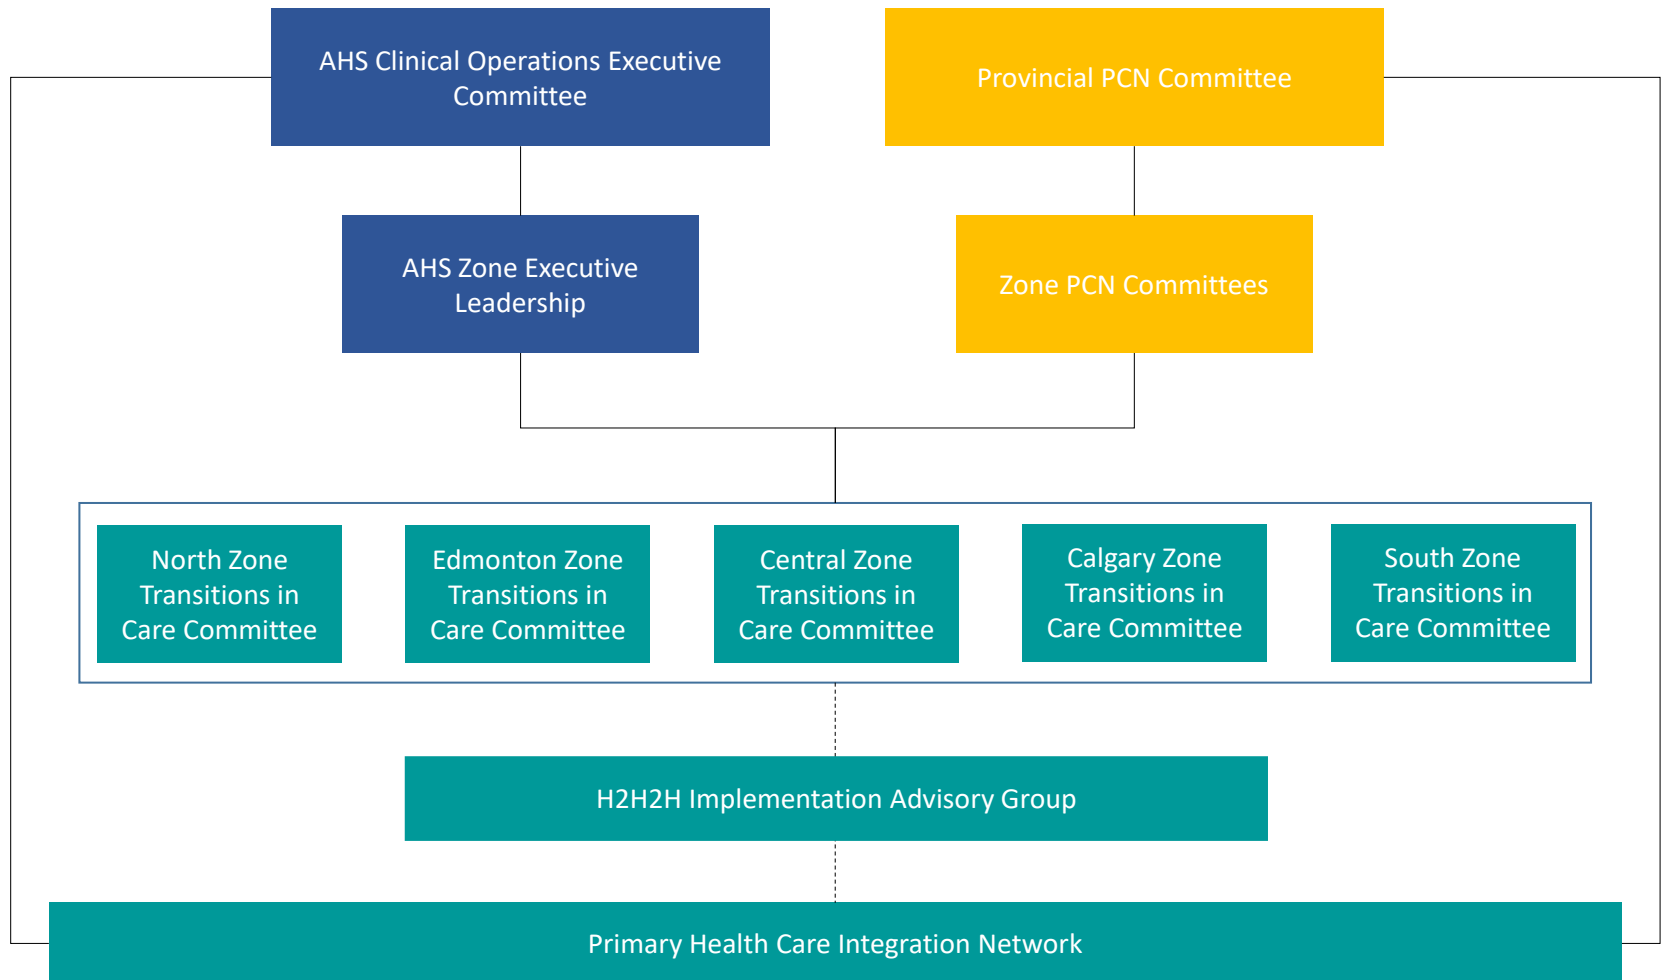 AHS Clinical Operations Executive
Committee
Provincial PCN Committee
AHS Zone Executive
Leadership
Zone PCN Committees
North Zone
Transitions in
Care Committee
Edmonton Zone
Transitions in
Care Committee
Central Zone
Transitions in
Care Committee
Calgary Zone
Transitions in
Care Committee
South Zone
Transitions in
Care Committee
H2H2H Implementation Advisory Group
Primary Health Care Integration Network